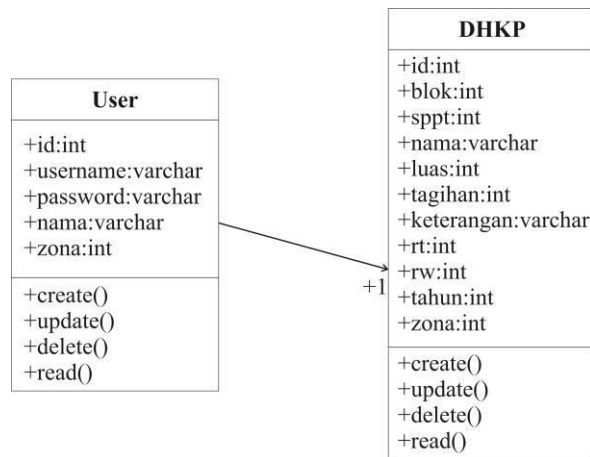 User
+id:int
+username:varchar
+password:varchar
+nama:varchar
+zona:int
+create()
+update()
+delete()
+read()
+1
DHKP
+id:int
+blok:int
+sppt:int
+nama:varchar
+luas:int
+tagihan:int
+keterangan:varchar
+rt:int
+rw:int
+tahun:int
+zona:int
+create()
+update()
+delete()
+read()